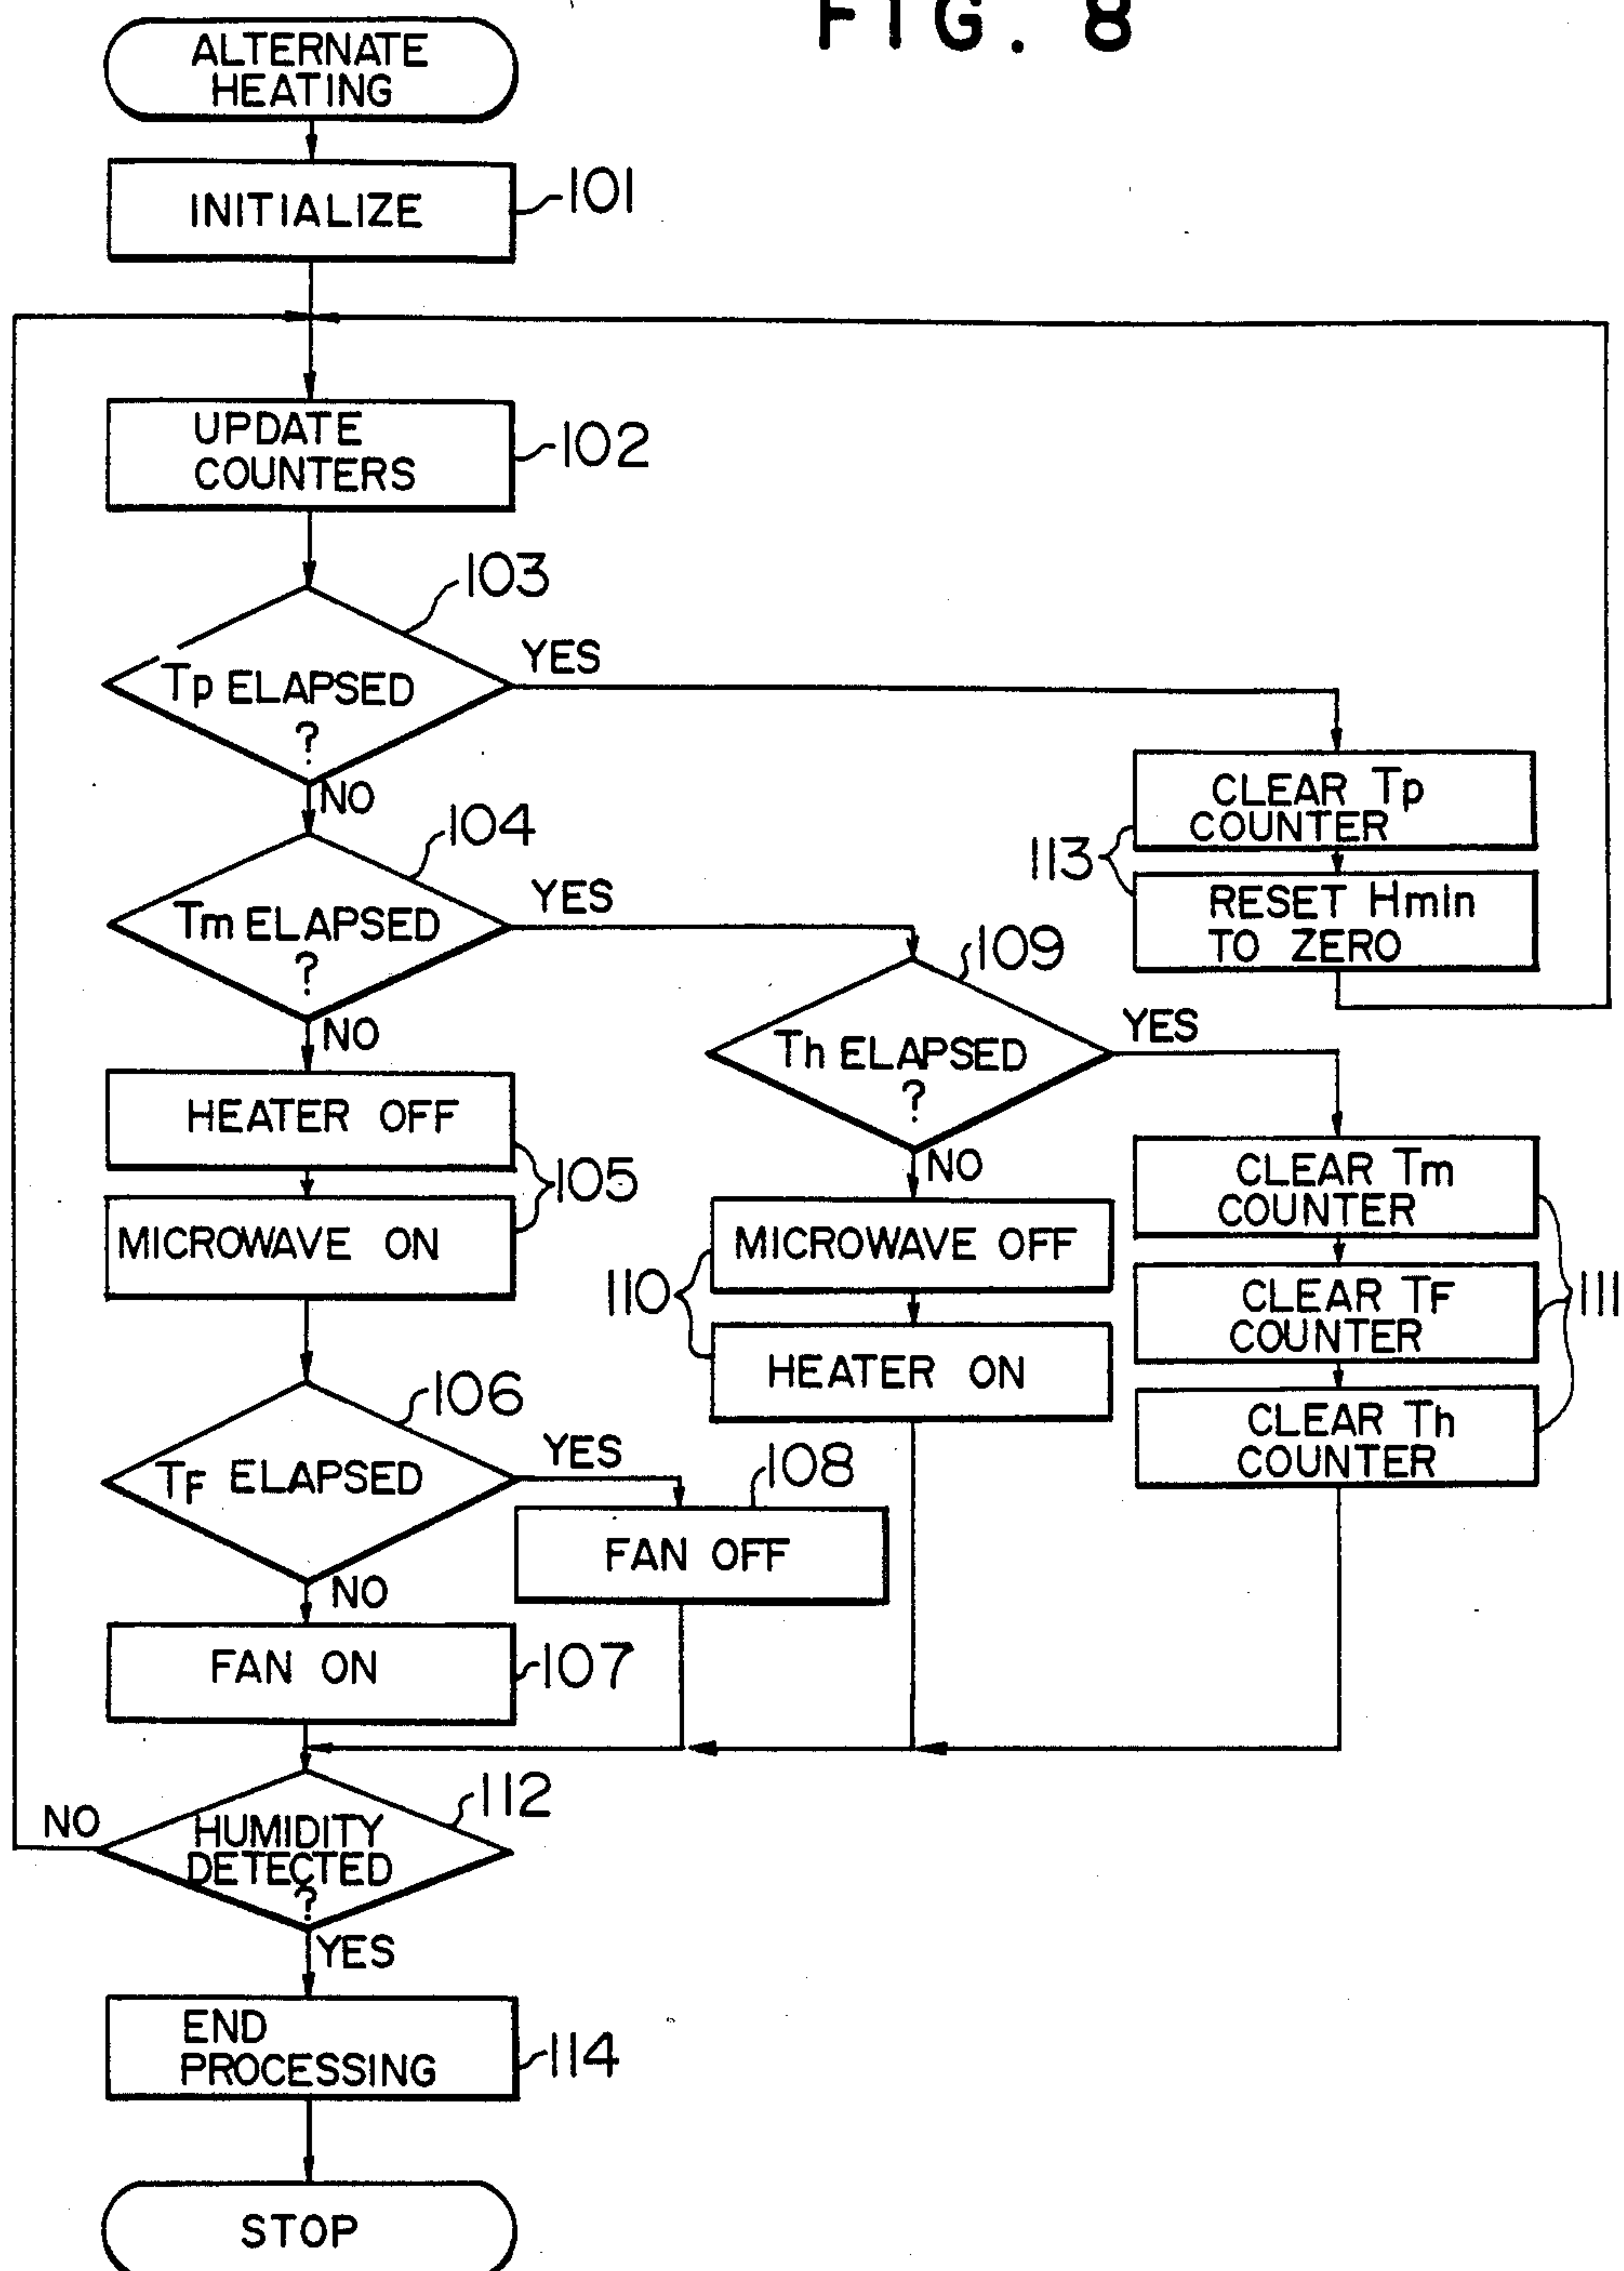 FIG. 8
ALTERNATE
HEATING
INITIALIZE
101
UPDATE
COUNTERS
102
103
Tp ELAPSED
?
YES
NO
CLEAR Tp
COUNTER
113
RESET Hmin
TO ZERO
104
Tm ELAPSED
?
YES
NO
109
Th ELAPSED
?
YES
NO
HEATER OFF
105
MICROWAVE ON
MICROWAVE OFF
110
HEATER ON
CLEAR Tm
COUNTER
CLEAR TF
COUNTER
111
CLEAR Th
COUNTER
106
TF ELAPSED
YES
NO
108
FAN OFF
FAN ON
107
112
HUMIDITY
DETECTED
?
NO
YES
END
PROCESSING
114
STOP